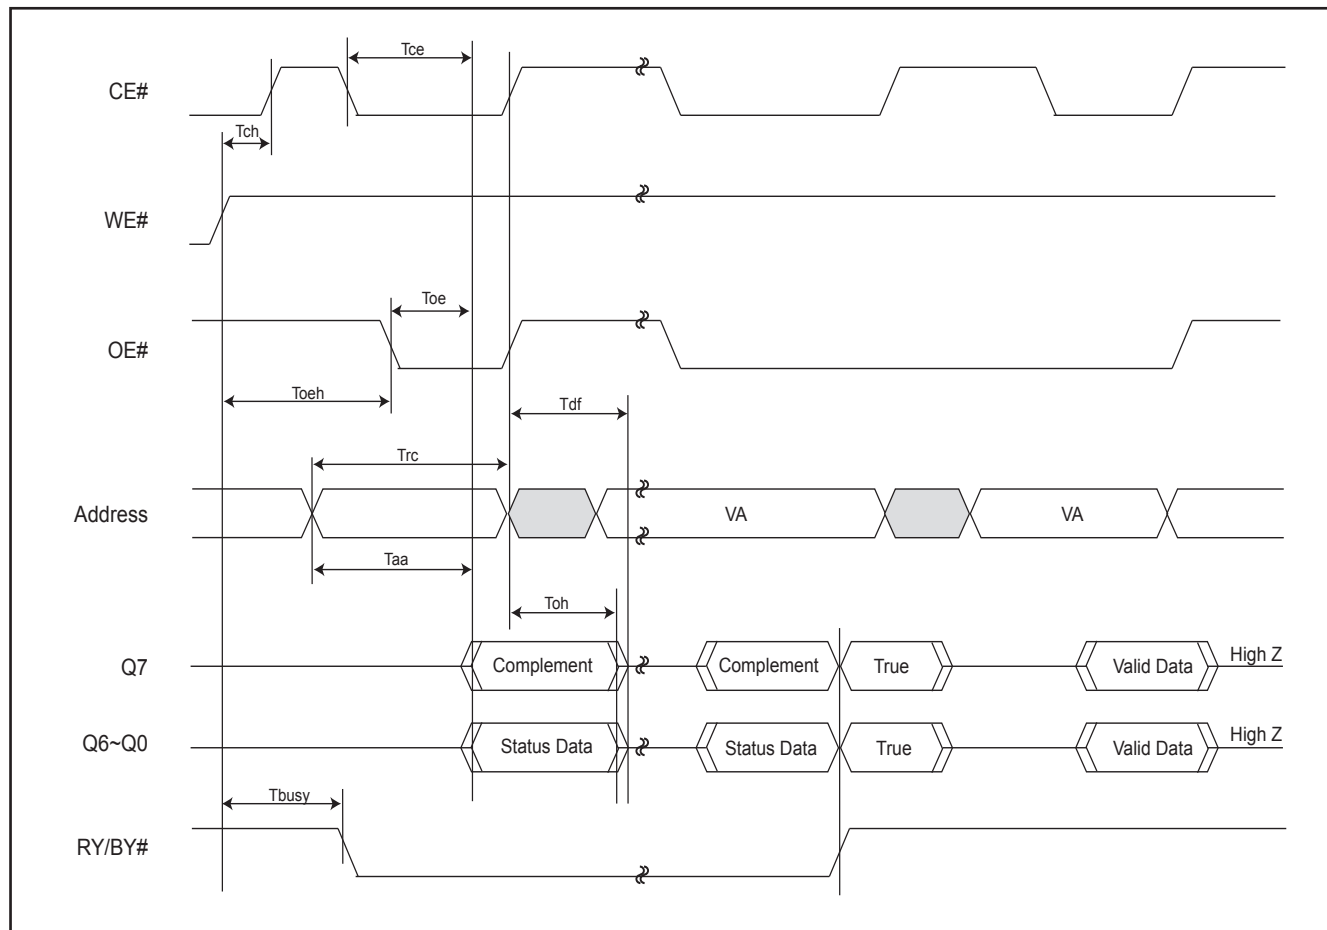 Tce
CE#
Tch
WE#
Toe
OE#
Toeh
Tdf
Trc
Address VA VA
Taa
Toh
Q7 Complement Complement True Valid Data High Z
Q6~Q0 Status Data Status Data True Valid Data High Z
Tbusy
RY/BY#